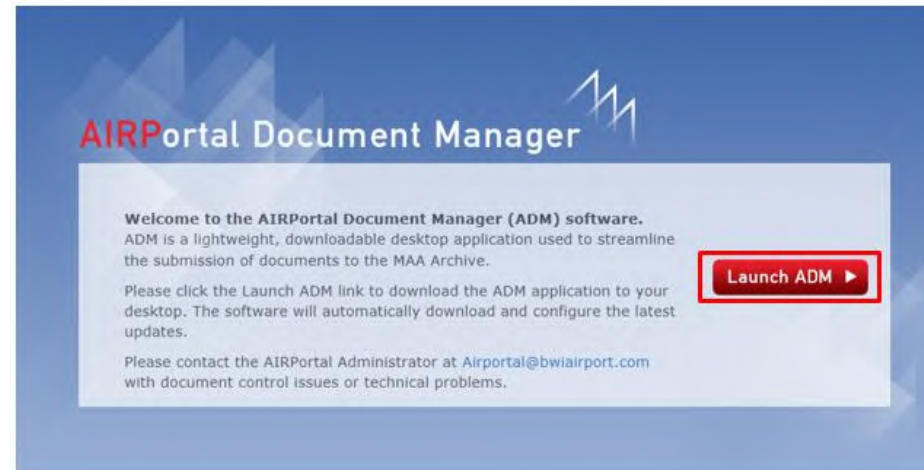 AIRPortal Document Manager
Welcome to the AIRPortal Document Manager (ADM) software.
ADM is a lightweight, downloadable desktop application used to streamline
the submission of documents to the MAA Archive.
Please click the Launch ADM link to download the ADM application to your
desktop. The software will automatically download and configure the latest
updates.
Please contact the AIRPortal Administrator at Airportal@bwiairport.com
with document control issues or technical problems.
Launch ADM